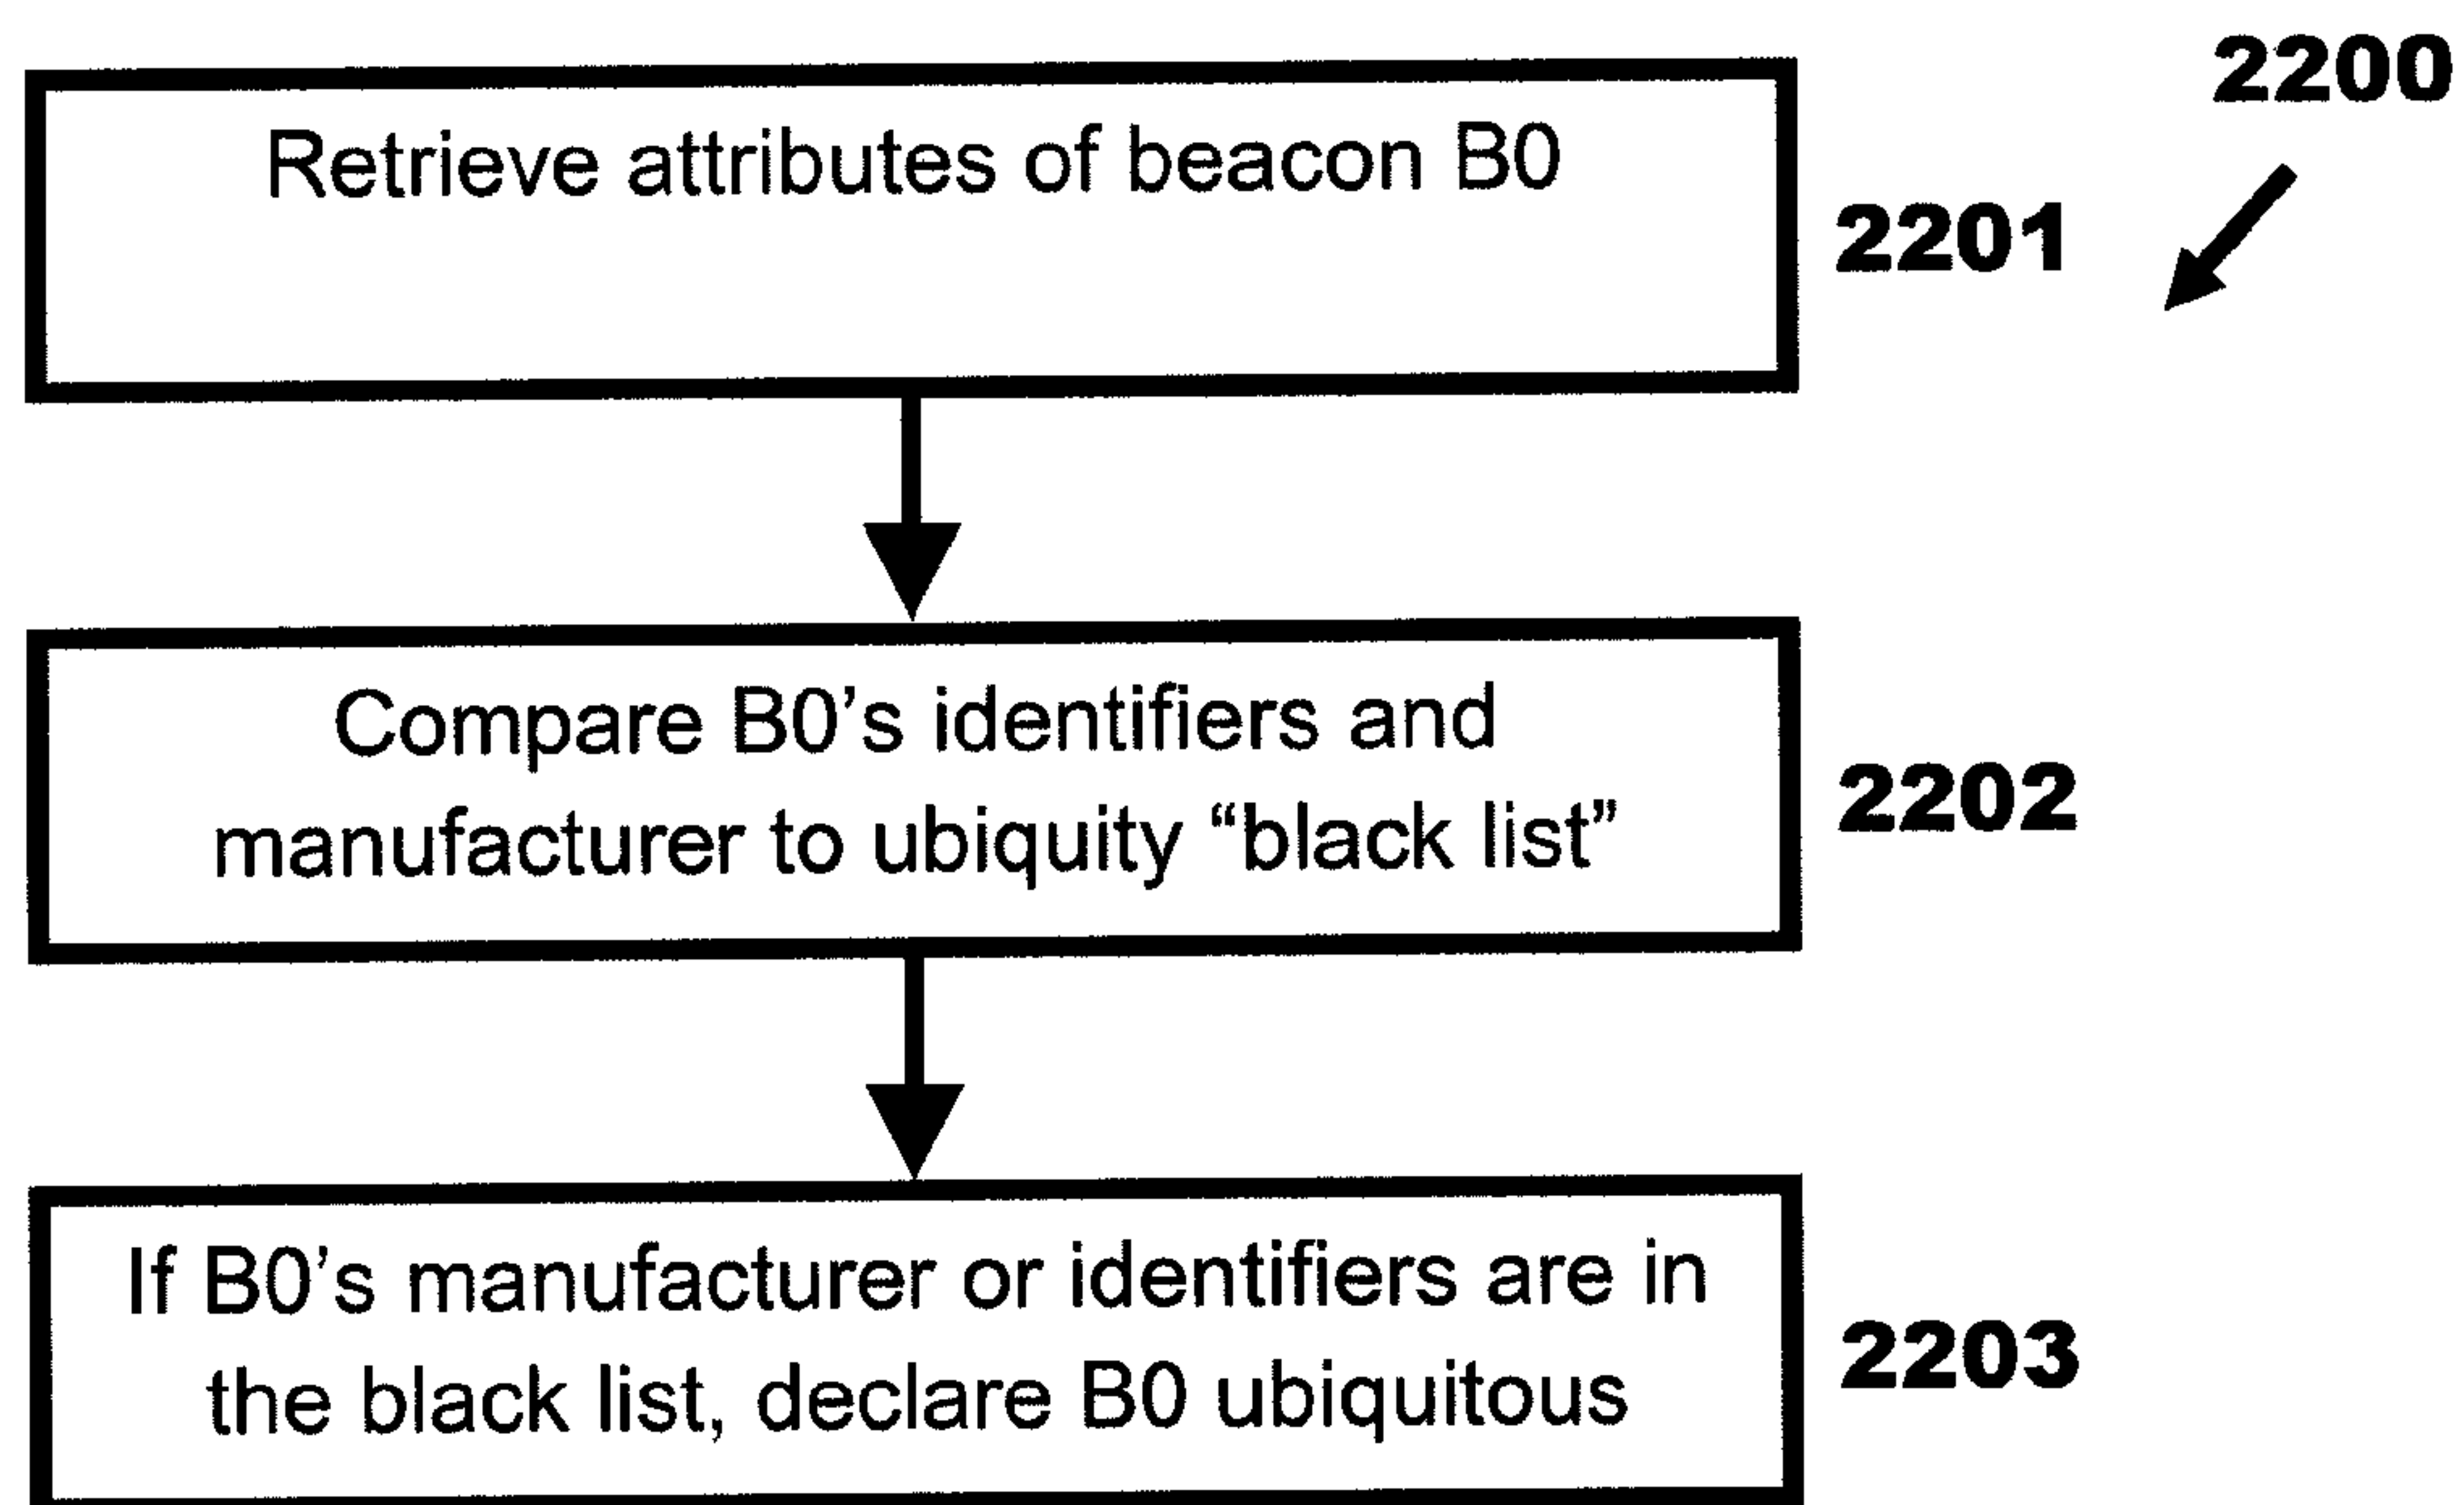 2200
Retrieve attributes of beacon B0
2201
Compare B0’s identifiers and
manufacturer to ubiquity “black list”
2202
If B0’s manufacturer or identifiers are in
the black list, declare B0 ubiquitous
2203